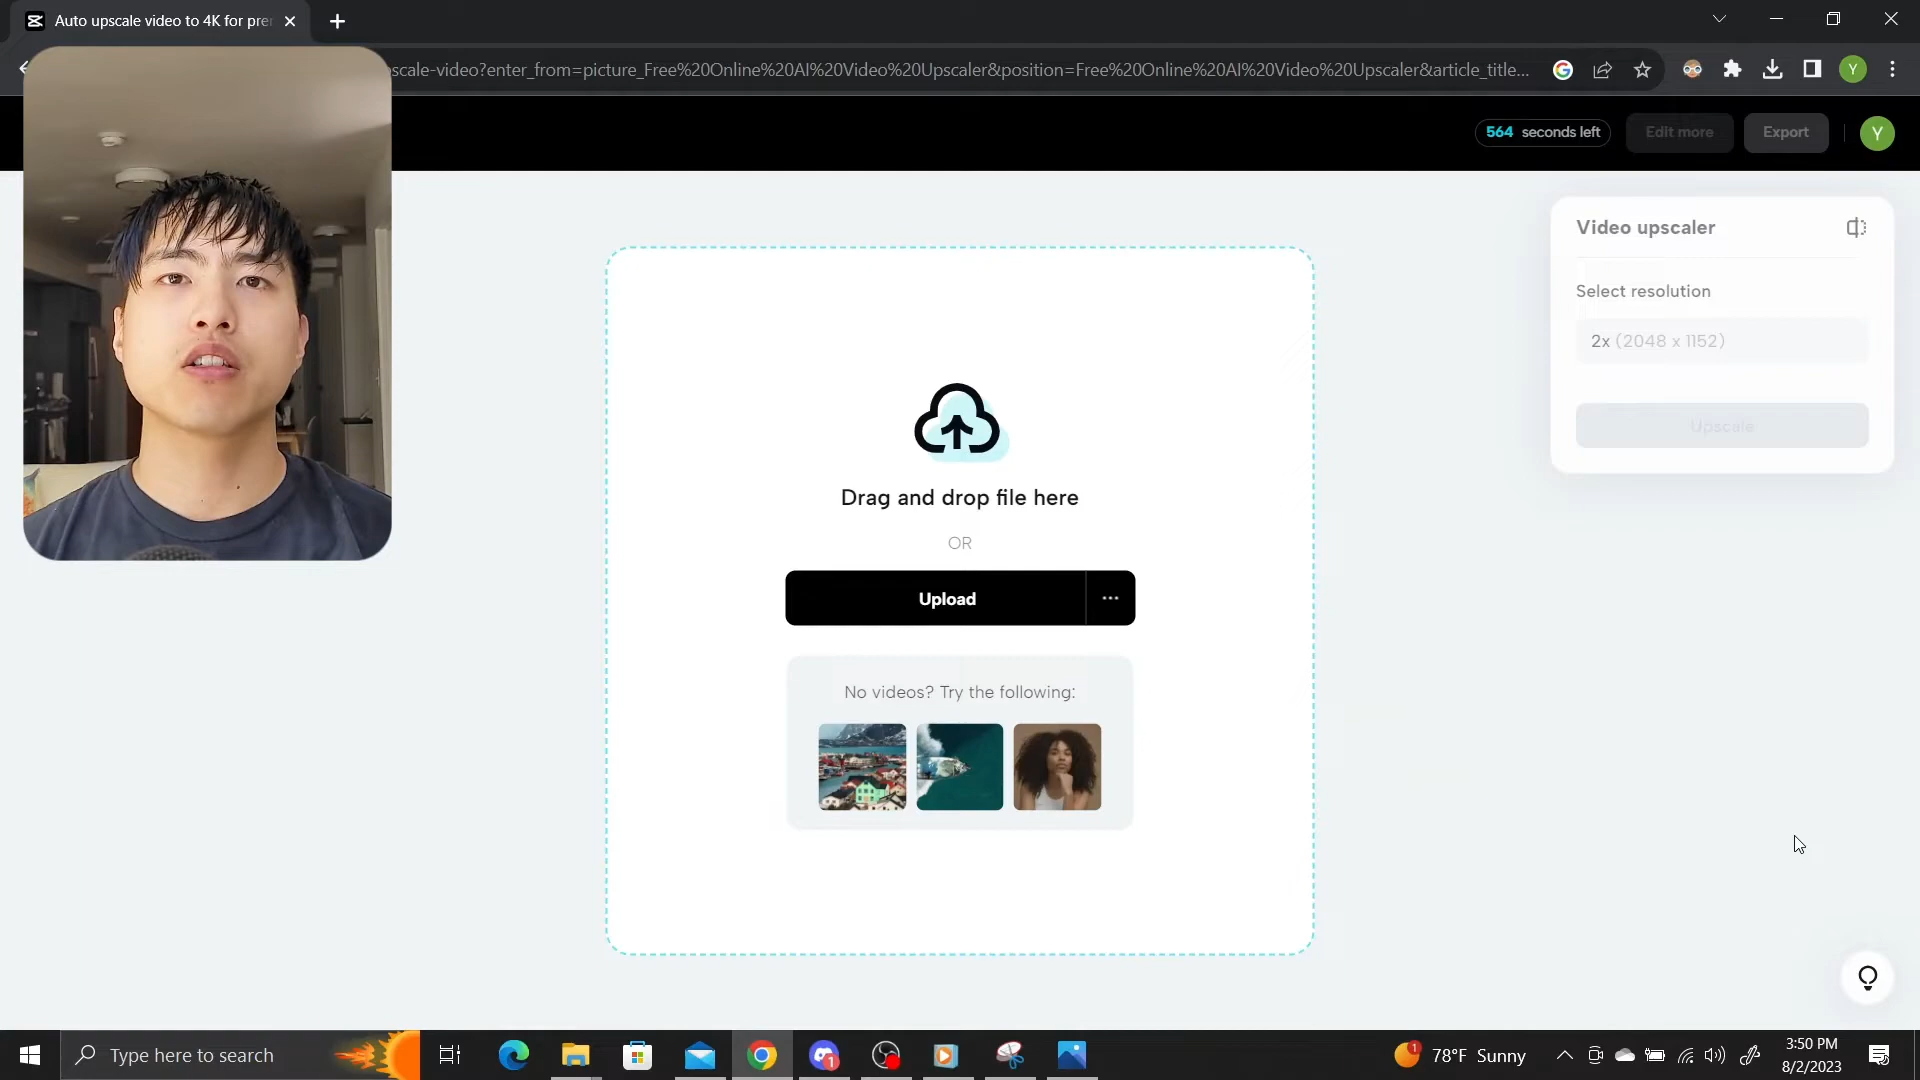 Auto upscale video to 4K for pre
scale-video?enter_from=picture_Free%20Online%20AI%20Video%20Upscaler&position=Free%20Online%20AI%20Video%20Upscaler&article_title...
Y
564 seconds left
Edit more
Export
Y
Video upscaler
Select resolution
2x (2048 x 1152)
Upscale
Drag and drop file here
OR
Upload
No videos? Try the following:
Type here to search
1
1
78°F Sunny
3:50 PM
8/2/2023